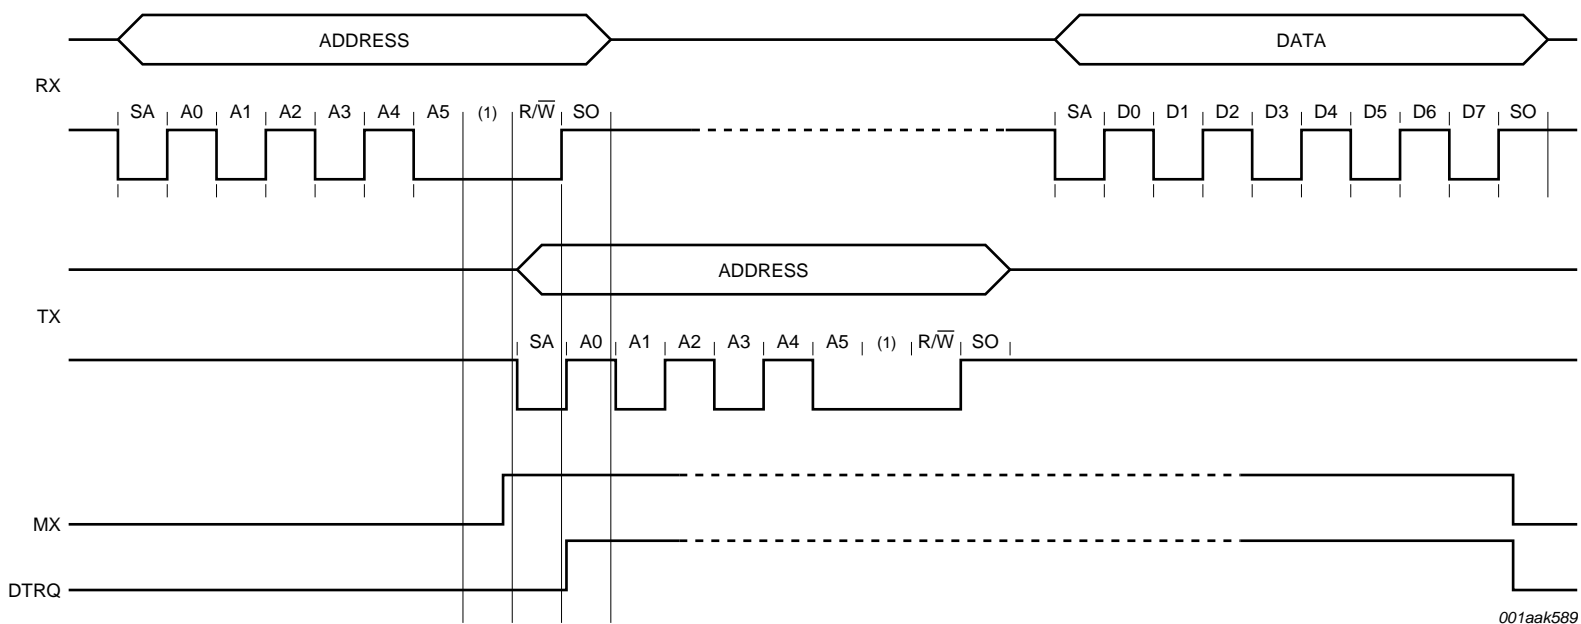 ADDRESS DATA
RX
SA A0 A1 A2 A3 A4 A5 (1) R/W̅ SO SA D0 D1 D2 D3 D4 D5 D6 D7 SO
ADDRESS
TX
SA A0 A1 A2 A3 A4 A5 (1) R/W̅ SO
MX
DTRQ
001aak589